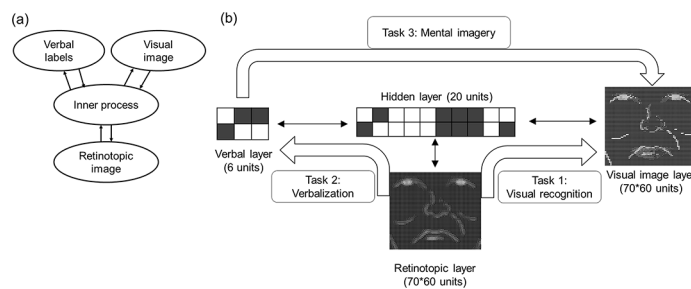 (a)
Verbal
labels
Visual
image
Inner process
Retinotopic
image
(b)
Task 3: Mental imagery
Hidden layer (20 units)
Verbal layer
(6 units)
Task 2:
Verbalization
Task 1:
Visual recognition
Visual image layer
(70*60 units)
Retinotopic layer
(70*60 units)